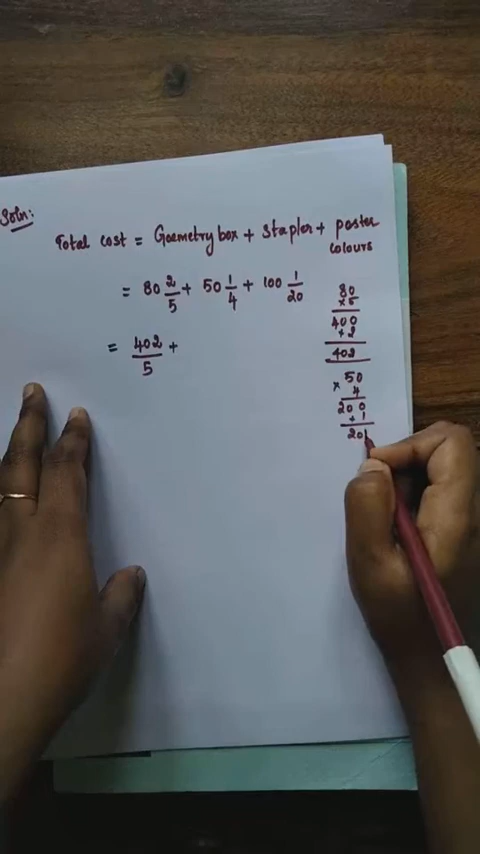 Soln:
Total cost = Geometry box + Stapler + poster colours
= 80 2/5 + 50 1/4 + 100 1/20
= 402/5 +
80
×5
400
+2
402
× 50
4
200
+1
201